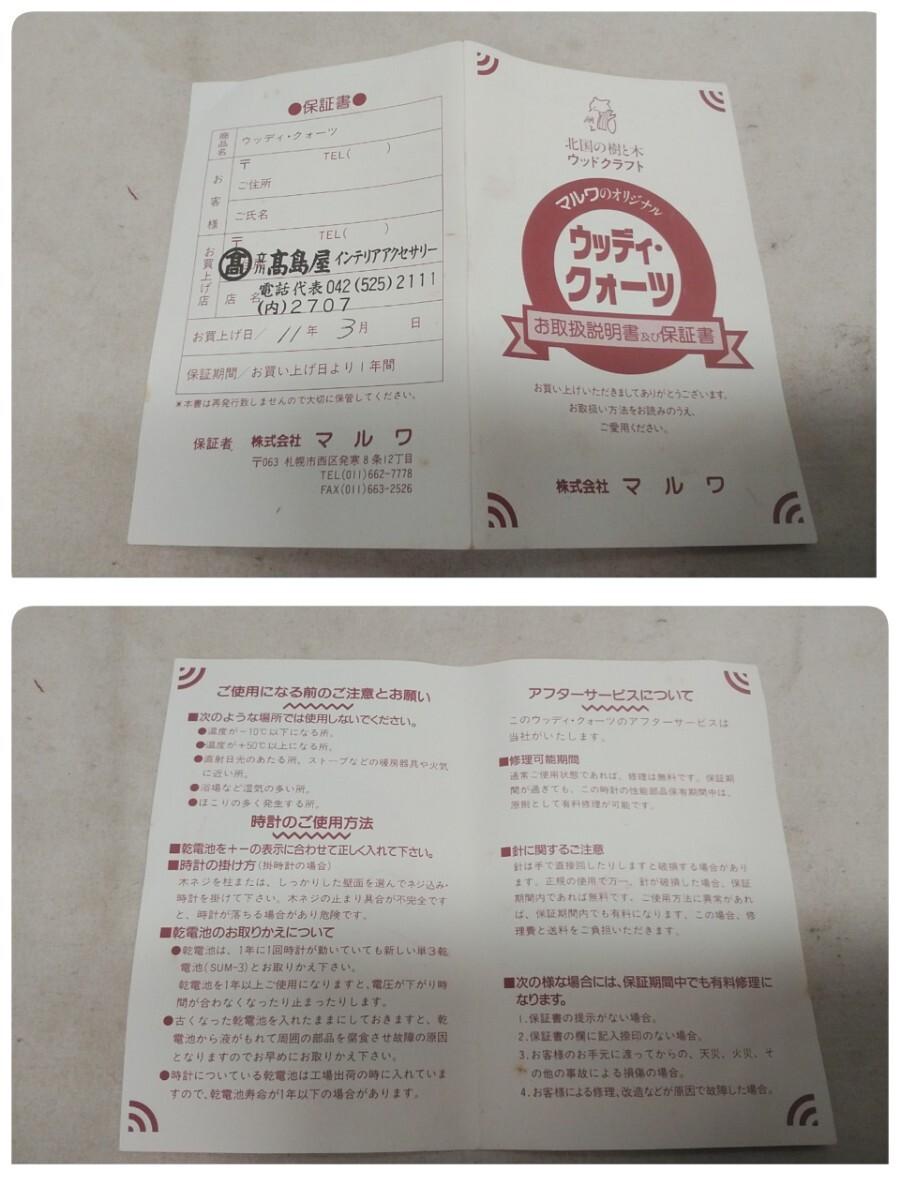 ●保証書●
商品名 ウッディ・クォーツ
お客様
〒 TEL( )
ご住所
ご氏名
お買上げ店
〒 TEL( )
髙 立川 髙島屋 インテリアアクセサリー
電話代表042(525)2111
店名
(内)2707
お買上げ日/11年 3月 日
保証期間/お買い上げ日より1年間
*本書は再発行致しませんので大切に保管してください。
保証者 株式会社 マルワ
〒063 札幌市西区発寒8条12丁目
TEL(011)662-7778
FAX(011)663-2526
北国の樹と木
ウッドクラフト
マルワのオリジナル
ウッディ・
クォーツ
お取扱説明書及び保証書
お買い上げいただきましてありがとうございます。
お取扱い方法をお読みのうえ、
ご愛用ください。
株式会社 マルワ
ご使用になる前のご注意とお願い
■次のような場所では使用しないでください。
●温度が-10℃以下になる所。
●温度が+50℃以上になる所。
●直射日光のあたる所、ストーブなどの暖房器具や火気
に近い所。
●浴場など湿気の多い所。
●ほこりの多く発生する所。
時計のご使用方法
■乾電池を+-の表示に合わせて正しく入れて下さい。
■時計の掛け方(掛時計の場合)
木ネジを柱または、しっかりした壁面を選んでネジ込み・
時計を掛けて下さい。木ネジの止まり具合が不完全です
と、時計が落ちる場合があり危険です。
■乾電池のお取りかえについて
●乾電池は、1年に1回時計が動いていても新しい単3乾
電池(SUM-3)とお取りかえ下さい。
乾電池を1年以上ご使用になりますと、電圧が下がり時
間が合わなくなったり止まったりします。
●古くなった乾電池を入れたままにしておきますと、乾
電池から液がもれて周囲の部品を腐食させ故障の原因
となりますのでお早めにお取りかえ下さい。
●時計についている乾電池は工場出荷の時に入れていま
すので、乾電池寿命が1年以下の場合があります。
アフターサービスについて
このウッディ・クォーツのアフターサービスは
当社がいたします。
■修理可能期間
通常ご使用状態であれば、修理は無料です。保証期
間が過ぎても、この時計の性能部品保有期間中は、
原則として有料修理が可能です。
■針に関するご注意
針は手で直接回したりしますと破損する場合があり
ます。正規の使用で万一、針が破損した場合、保証
期間内であれば無料です。ご使用方法に異常があれ
ば、保証期間内でも有料になります。この場合、修
理費と送料をご負担いただきます。
■次の様な場合には、保証期間中でも有料修理に
なります。
1.保証書の提示がない場合。
2.保証書の欄に記入捺印のない場合。
3.お客様のお手元に渡ってからの、天災、火災、そ
の他の事故による損傷の場合。
4.お客様による修理、改造などが原因で故障した場合。